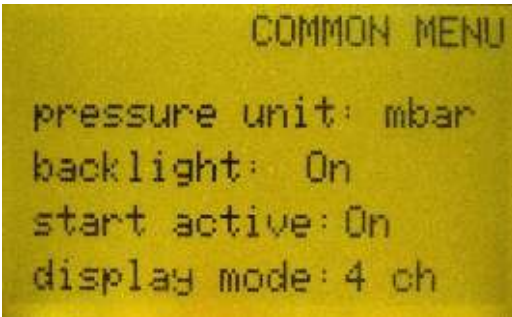 COMMON MENU
pressure unit: mbar
backlight: On
start active: On
display mode: 4 ch